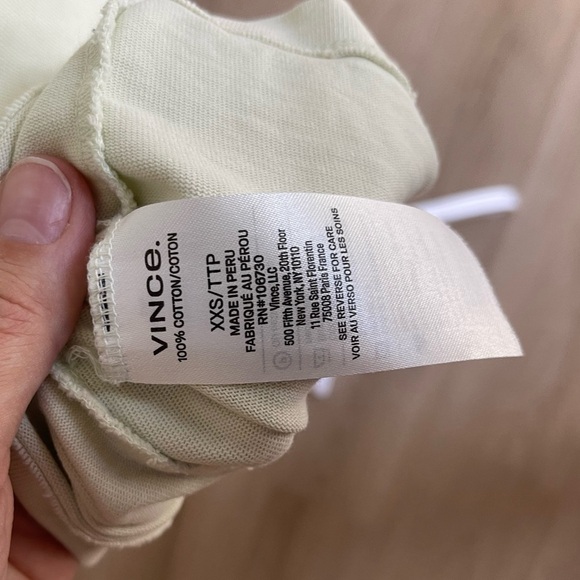 VINCE.
100% COTTON/COTON
XXS/TTP
MADE IN PERU
FABRIQUÉ AU PÉROU
RN#106730
Vince, LLC
500 Fifth Avenue, 20th Floor
New York, NY 10110
11 Rue Saint Florentin
75008 Paris France
SEE REVERSE FOR CARE
VOIR AU VERSO POUR LES SOINS